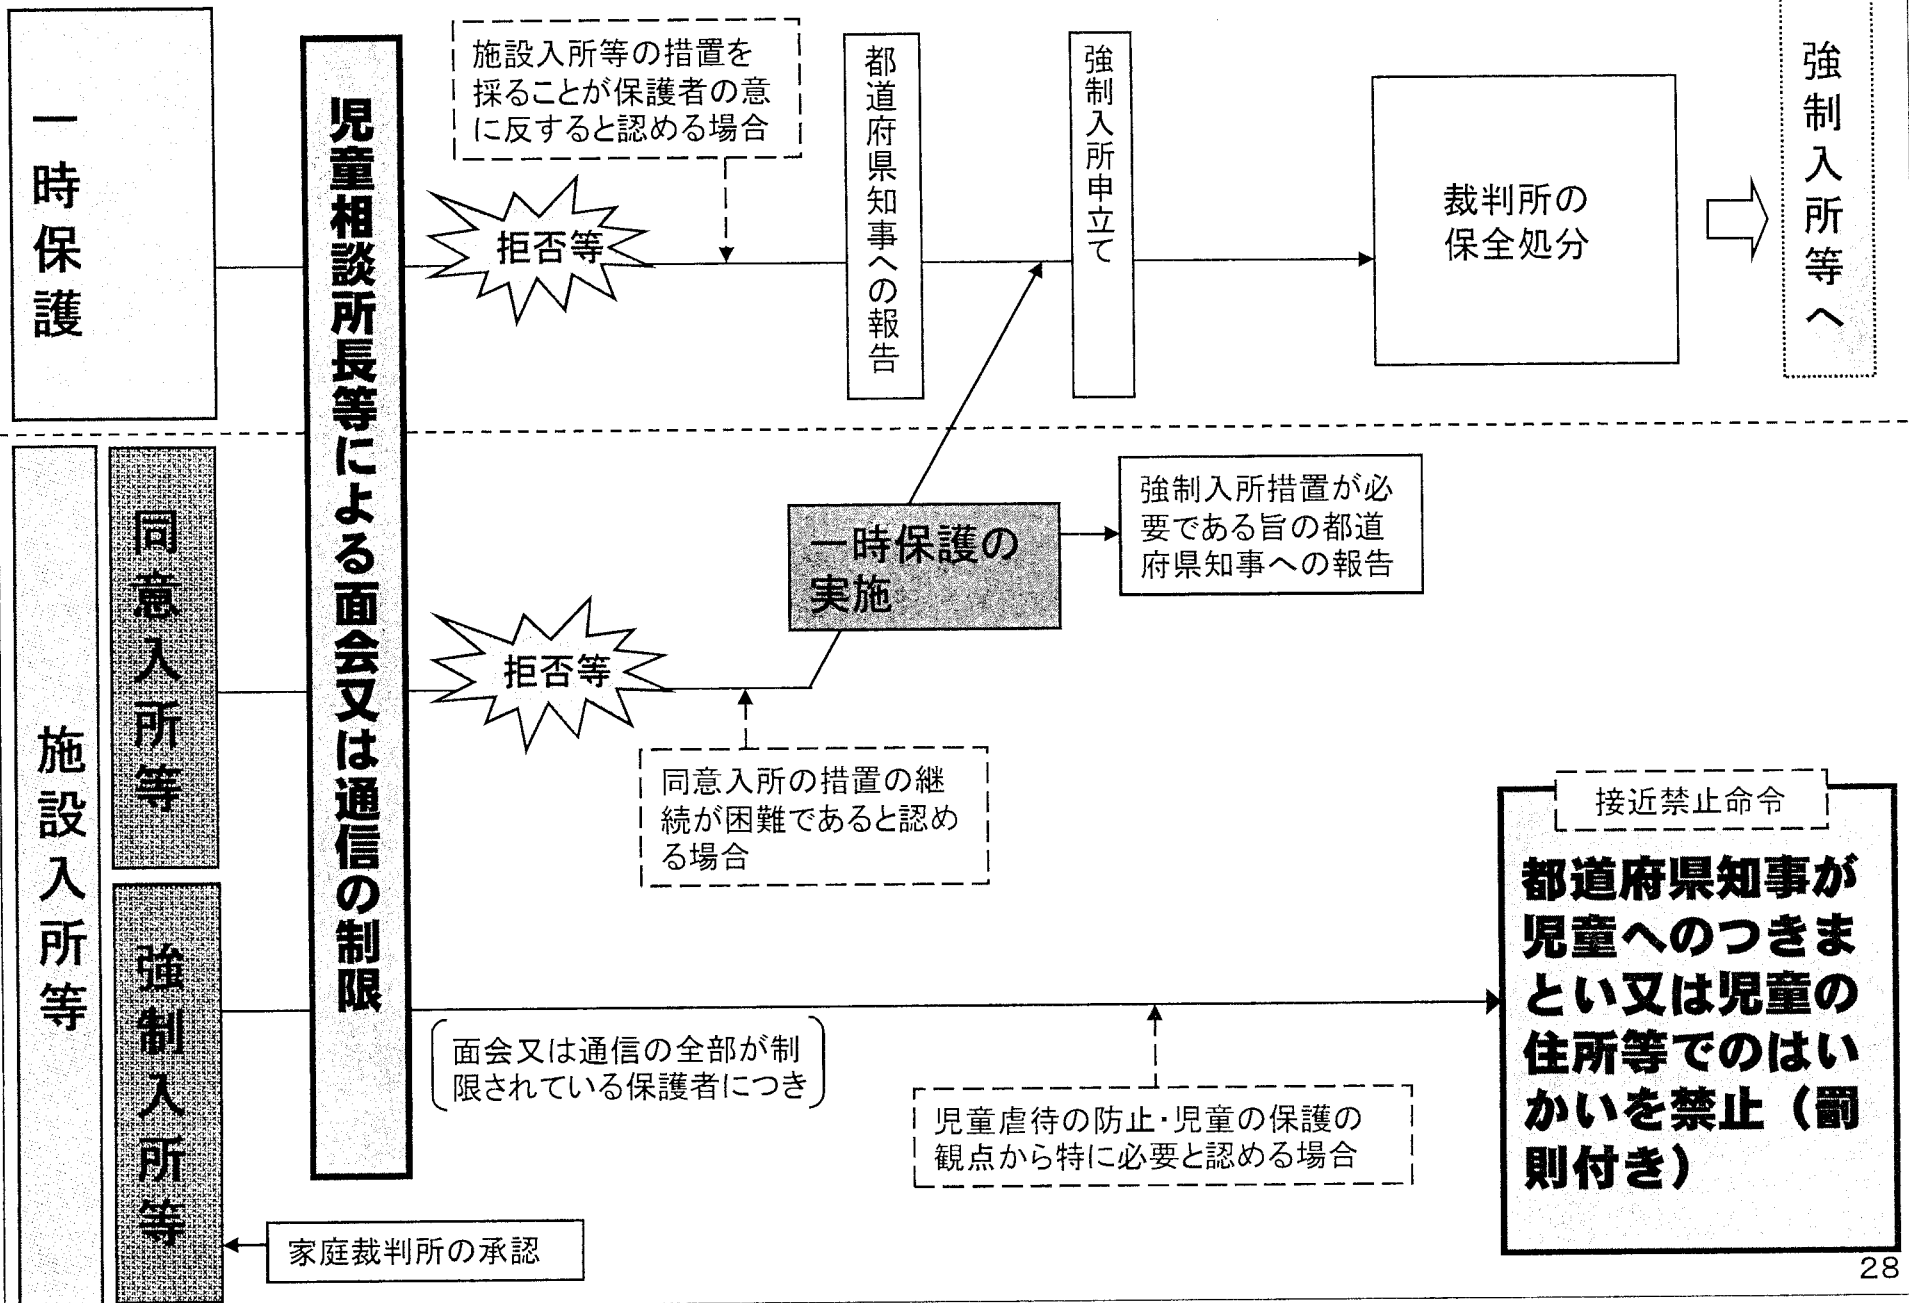 一時保護
児童相談所長等による面会又は通信の制限
施設入所等の措置を
採ることが保護者の意
に反すると認める場合
拒否等
都道府県知事への報告
強制入所申立て
裁判所の
保全処分
強制入所等へ
施設入所等
同意入所等
拒否等
同意入所の措置の継
続が困難であると認め
る場合
一時保護の
実施
強制入所措置が必
要である旨の都道
府県知事への報告
強制入所等
家庭裁判所の承認
面会又は通信の全部が制
限されている保護者につき
児童虐待の防止・児童の保護の
観点から特に必要と認める場合
接近禁止命令
都道府県知事が
児童へのつきま
とい又は児童の
住所等でのはい
かいを禁止（罰
則付き）
28